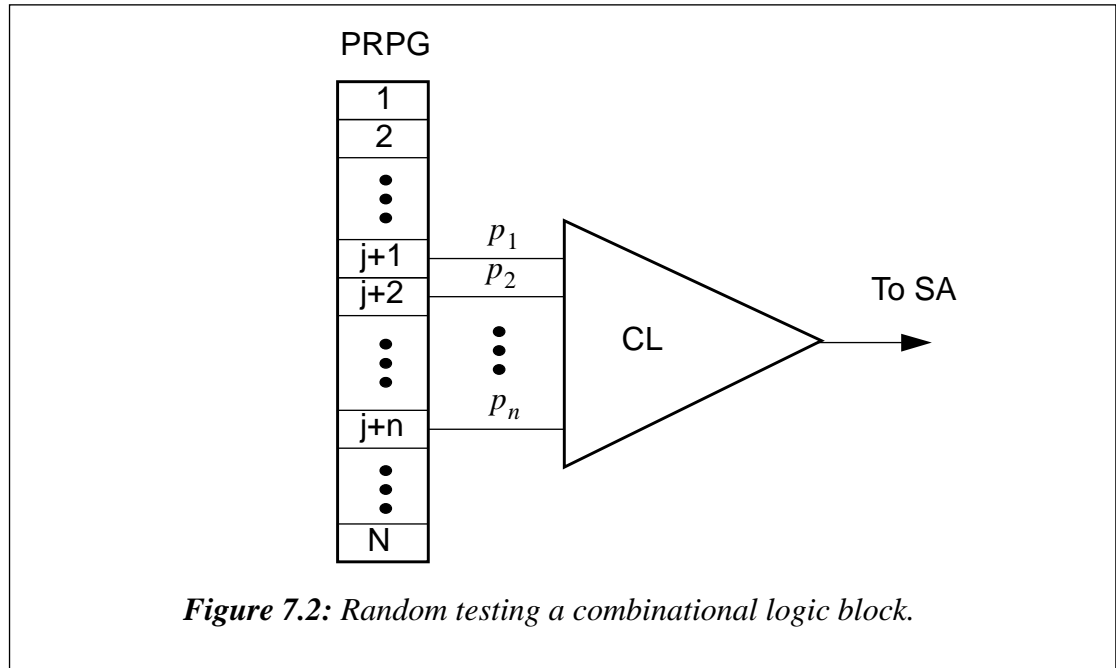 PRPG
1
2
j+1
j+2
j+n
N
p₁
p₂
pₙ
CL
To SA
Figure 7.2: Random testing a combinational logic block.